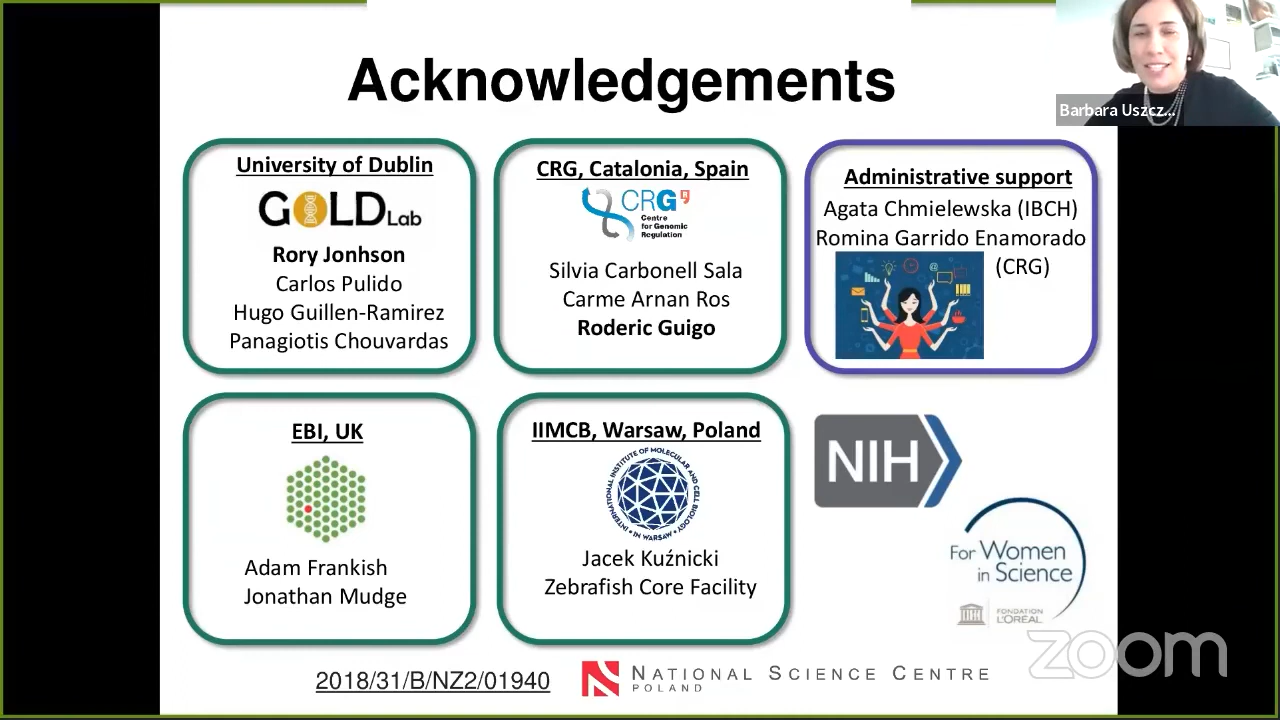 Acknowledgements
Barbara Uszcz...
University of Dublin
GOLD Lab
Rory Jonhson
Carlos Pulido
Hugo Guillen-Ramirez
Panagiotis Chouvardas
CRG, Catalonia, Spain
CRG
Centre
for Genomic
Regulation
Silvia Carbonell Sala
Carme Arnan Ros
Roderic Guigo
Administrative support
Agata Chmielewska (IBCH)
Romina Garrido Enamorado
(CRG)
EBI, UK
Adam Frankish
Jonathan Mudge
IIMCB, Warsaw, Poland
INTERNATIONAL INSTITUTE OF MOLECULAR AND CELL BIOLOGY • IN WARSAW •
Jacek Kuźnicki
Zebrafish Core Facility
NIH
For Women
in Science
FONDATION
L'ORÉAL
2018/31/B/NZ2/01940
NATIONAL SCIENCE CENTRE
POLAND
zoom